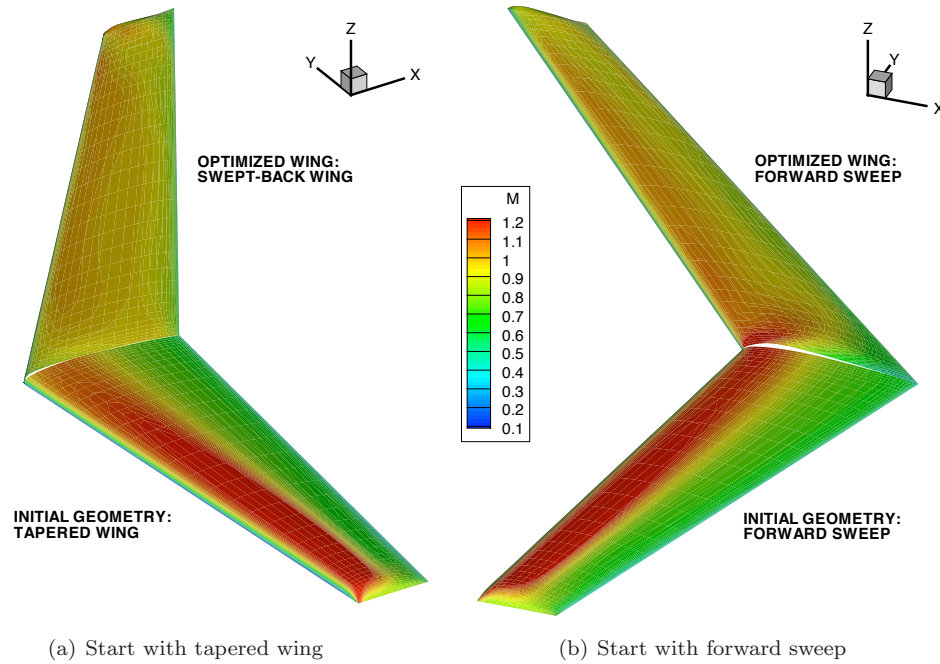 Z
Y
X
OPTIMIZED WING:
SWEPT-BACK WING
INITIAL GEOMETRY:
TAPERED WING
M
1.2
1.1
1
0.9
0.8
0.7
0.6
0.5
0.4
0.3
0.2
0.1
Z
Y
X
OPTIMIZED WING:
FORWARD SWEEP
INITIAL GEOMETRY:
FORWARD SWEEP
(a) Start with tapered wing
(b) Start with forward sweep